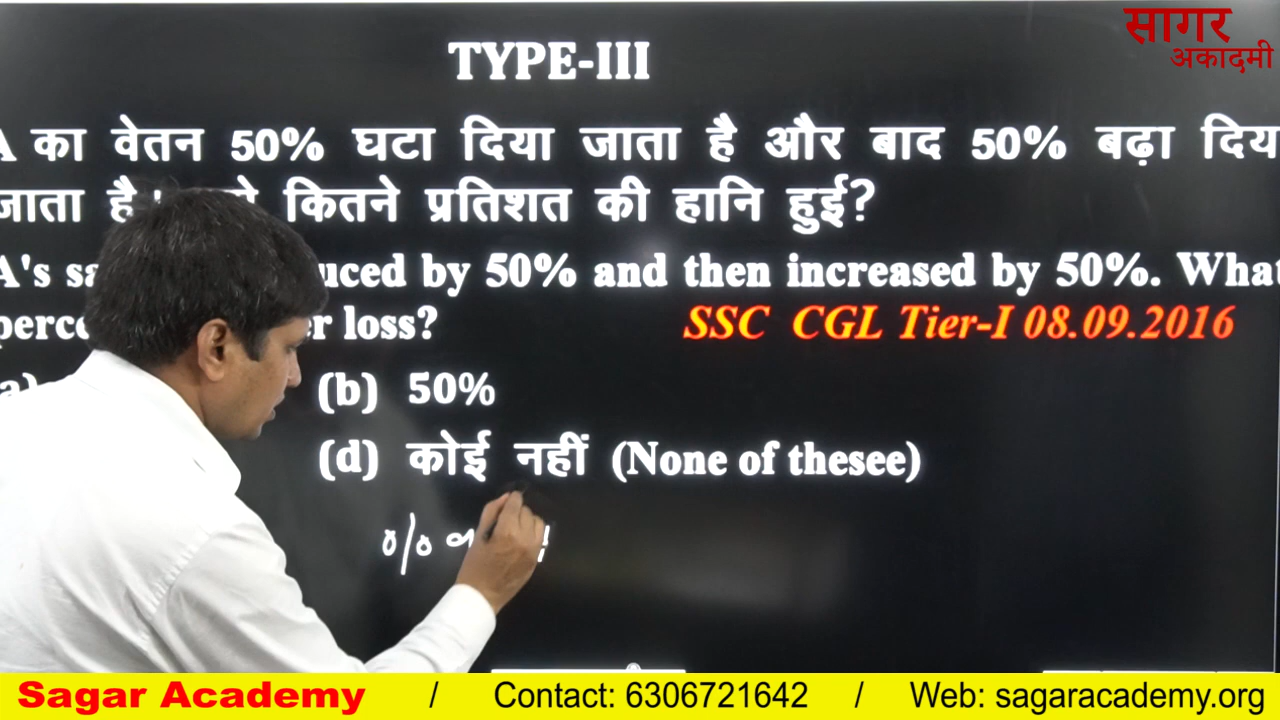 सागर
अकादमी
TYPE-III
A का वेतन 50% घटा दिया जाता है और बाद 50% बढ़ा दिय
जाता है कितने प्रतिशत की हानि हुई?
A's sa uced by 50% and then increased by 50%. What
perce er loss?
SSC CGL Tier-I 08.09.2016
(b) 50%
(d) कोई नहीं (None of thesee)
%
Sagar Academy / Contact: 6306721642 / Web: sagaracademy.org